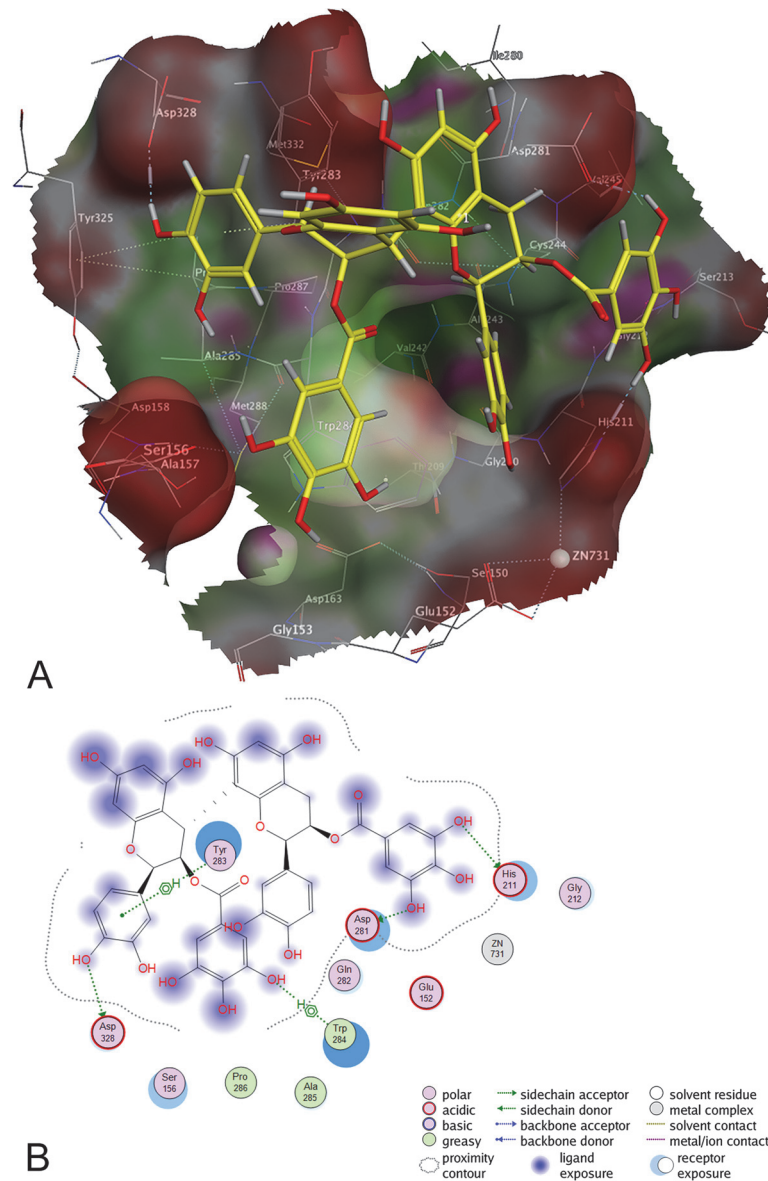 Ile280
Asp328
Met332
Asp281
Tyr283
Val245
Tyr325
1
Cys244
Pro287
Ser213
Val242
Ala285
Met288
Asp158
Trp28
His211
Ser156
Ala157
ZN731
Ser150
Asp163
Glu152
Gly153
A
HO OH HO OH
HO
O
O
O
OH
Tyr
283
O
O
H
O
O
O
OH
OH
His
211
Gly
212
OH
Asp
281
HO
OH
HO
OH
HO
OH
ZN
731
Gln
282
Glu
152
HO
OH
H
Asp
328
Trp
284
Ser
156
Pro
286
Ala
285
polar sidechain acceptor solvent residue
acidic sidechain donor metal complex
basic backbone acceptor solvent contact
greasy backbone donor metal/ion contact
proximity contour ligand exposure receptor exposure
B